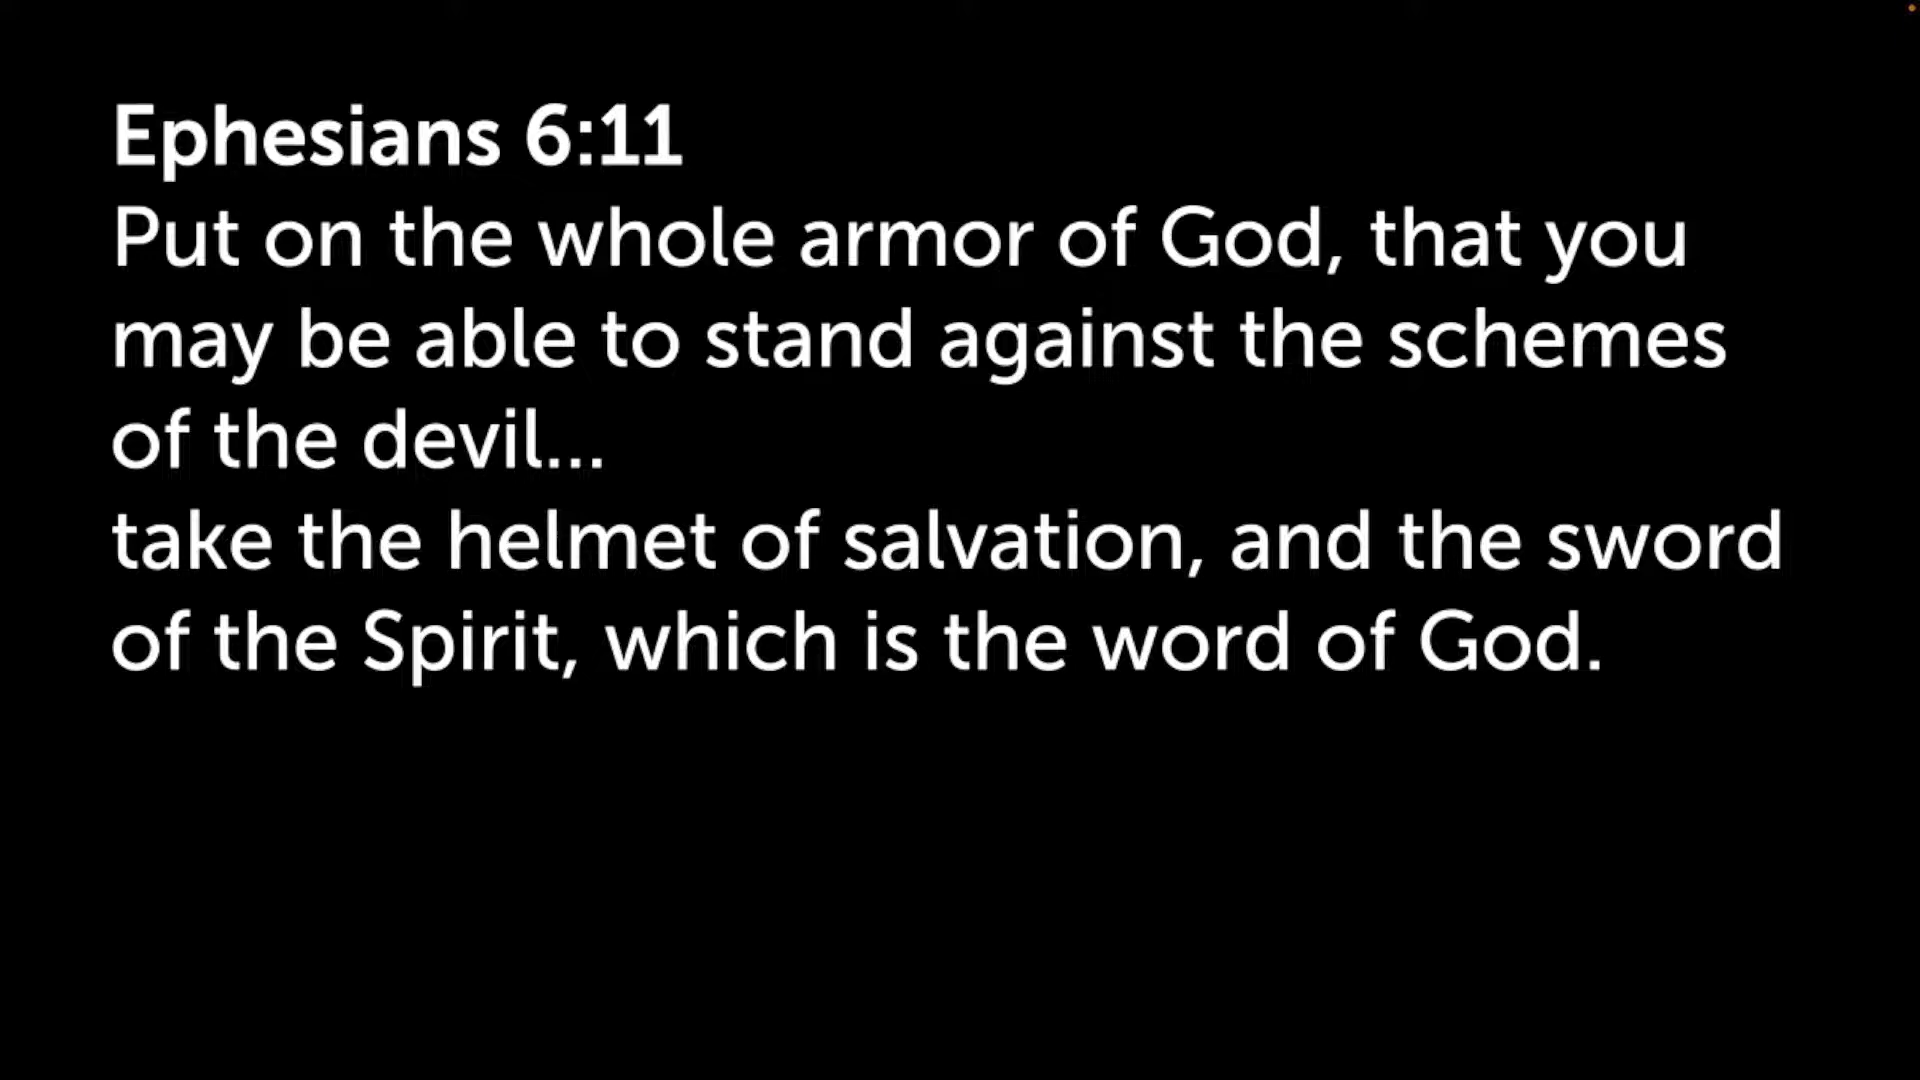 Ephesians 6:11
Put on the whole armor of God, that you
may be able to stand against the schemes
of the devil...
take the helmet of salvation, and the sword
of the Spirit, which is the word of God.